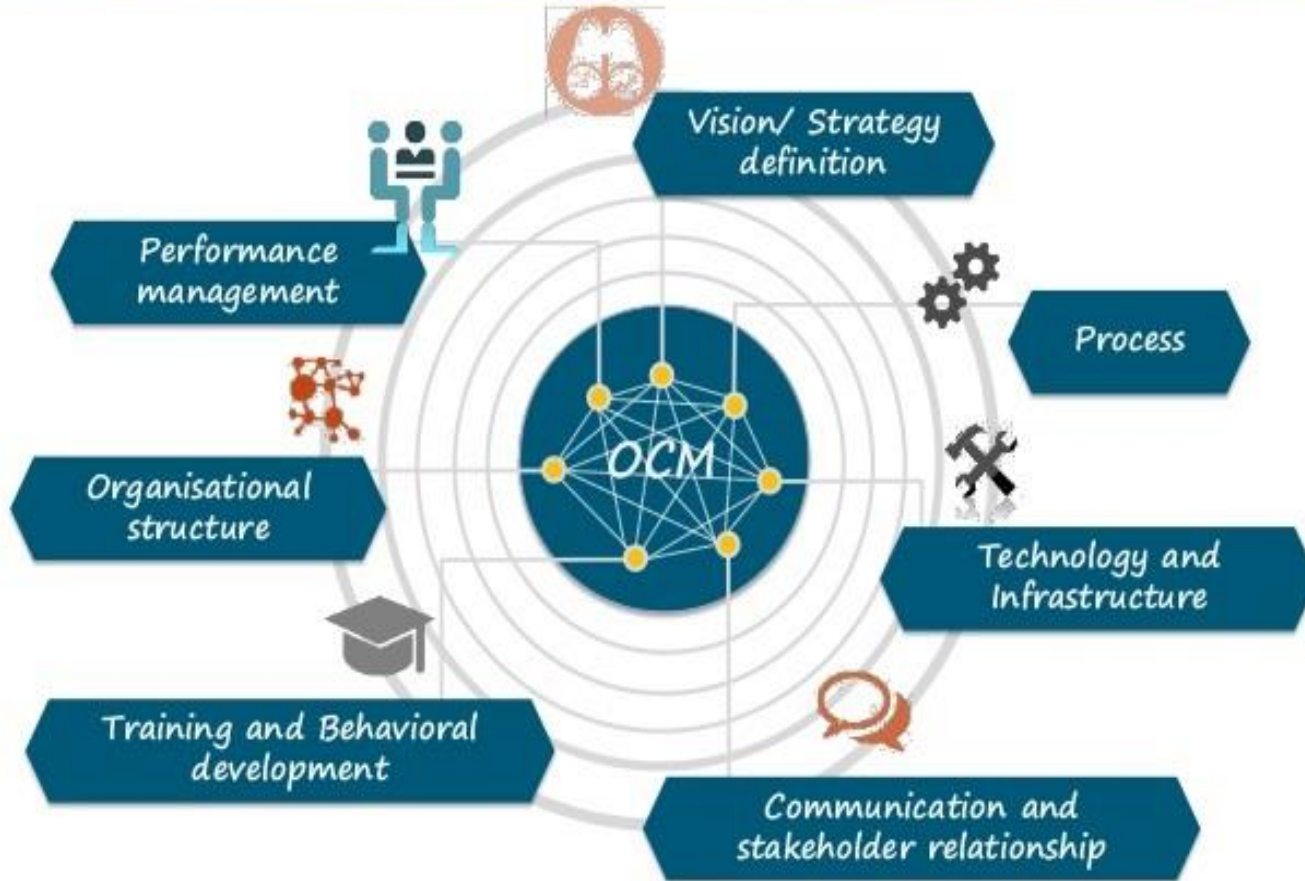 Vision/ Strategy
definition
Performance
management
Process
OCM
Organisational
structure
Technology and
Infrastructure
Training and Behavioral
development
Communication and
stakeholder relationship